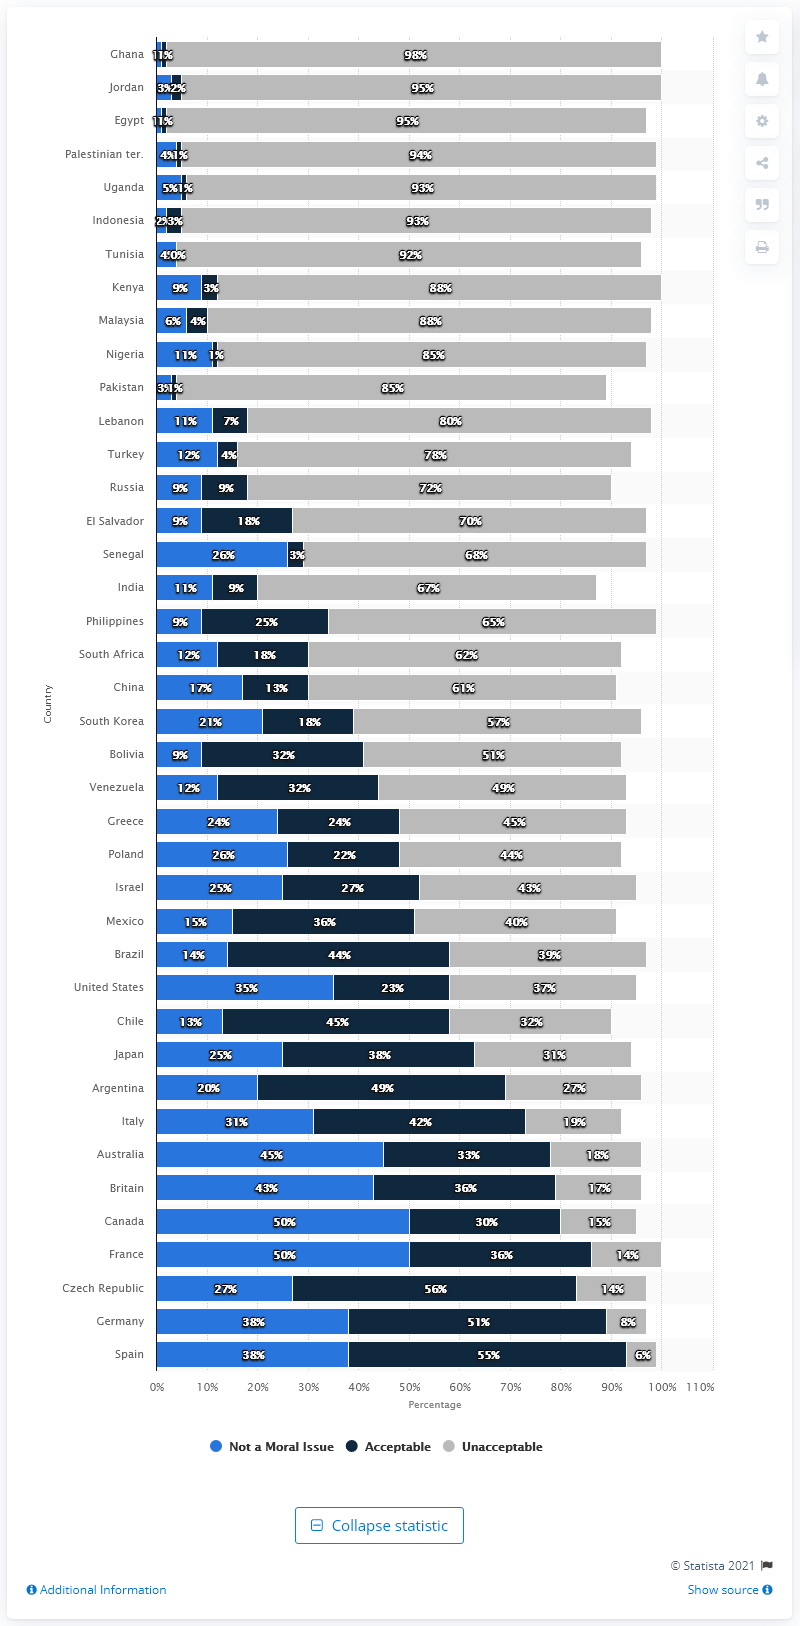 Ghana 1% 1% 98%
Jordan 3% 2% 95%
Egypt 1% 1% 95%
Palestinian ter. 4% 1% 94%
Uganda 5% 1% 93%
Indonesia 2% 3% 93%
Tunisia 4% 0% 92%
Kenya 9% 3% 88%
Malaysia 6% 4% 88%
Nigeria 11% 1% 85%
Pakistan 3% 1% 85%
Lebanon 11% 7% 80%
Turkey 12% 4% 78%
Russia 9% 9% 72%
El Salvador 9% 18% 70%
Senegal 26% 3% 68%
India 11% 9% 67%
Philippines 9% 25% 65%
South Africa 12% 18% 62%
China 17% 13% 61%
Country
South Korea 21% 18% 57%
Bolivia 9% 32% 51%
Venezuela 12% 32% 49%
Greece 24% 24% 45%
Poland 26% 22% 44%
Israel 25% 27% 43%
Mexico 15% 36% 40%
Brazil 14% 44% 39%
United States 35% 23% 37%
Chile 13% 45% 32%
Japan 25% 38% 31%
Argentina 20% 49% 27%
Italy 31% 42% 19%
Australia 45% 33% 18%
Britain 43% 36% 17%
Canada 50% 30% 15%
France 50% 36% 14%
Czech Republic 27% 56% 14%
Germany 38% 51% 8%
Spain 38% 55% 6%
0% 10% 20% 30% 40% 50% 60% 70% 80% 90% 100% 110%
Percentage
Not a Moral Issue Acceptable Unacceptable
Collapse statistic
© Statista 2021
Additional Information Show source